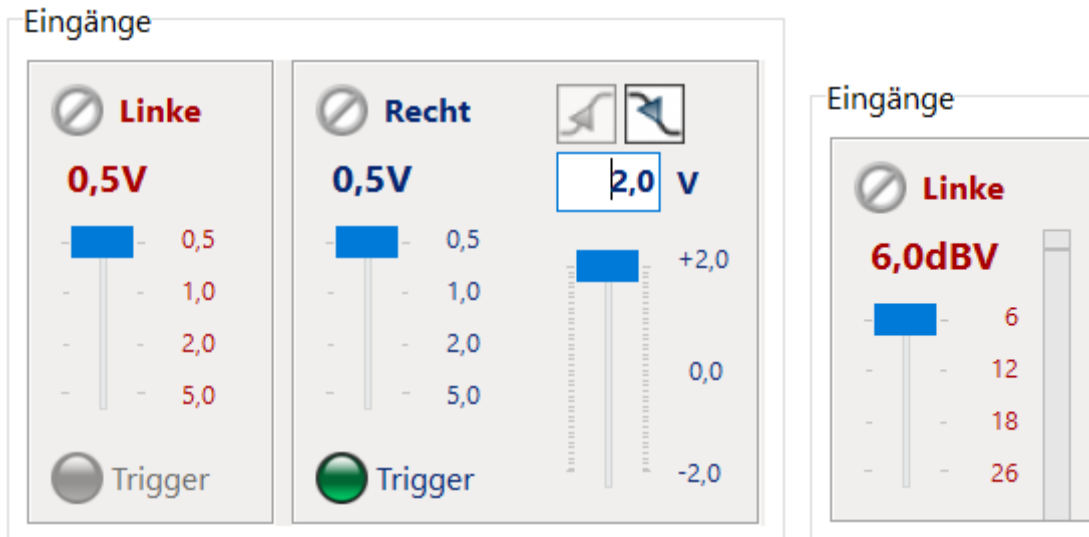 Eingänge
Linke
0,5V
0,5
1,0
2,0
5,0
Trigger
Recht
0,5V
0,5
1,0
2,0
5,0
Trigger
2,0 V
+2,0
0,0
-2,0
Eingänge
Linke
6,0dBV
6
12
18
26